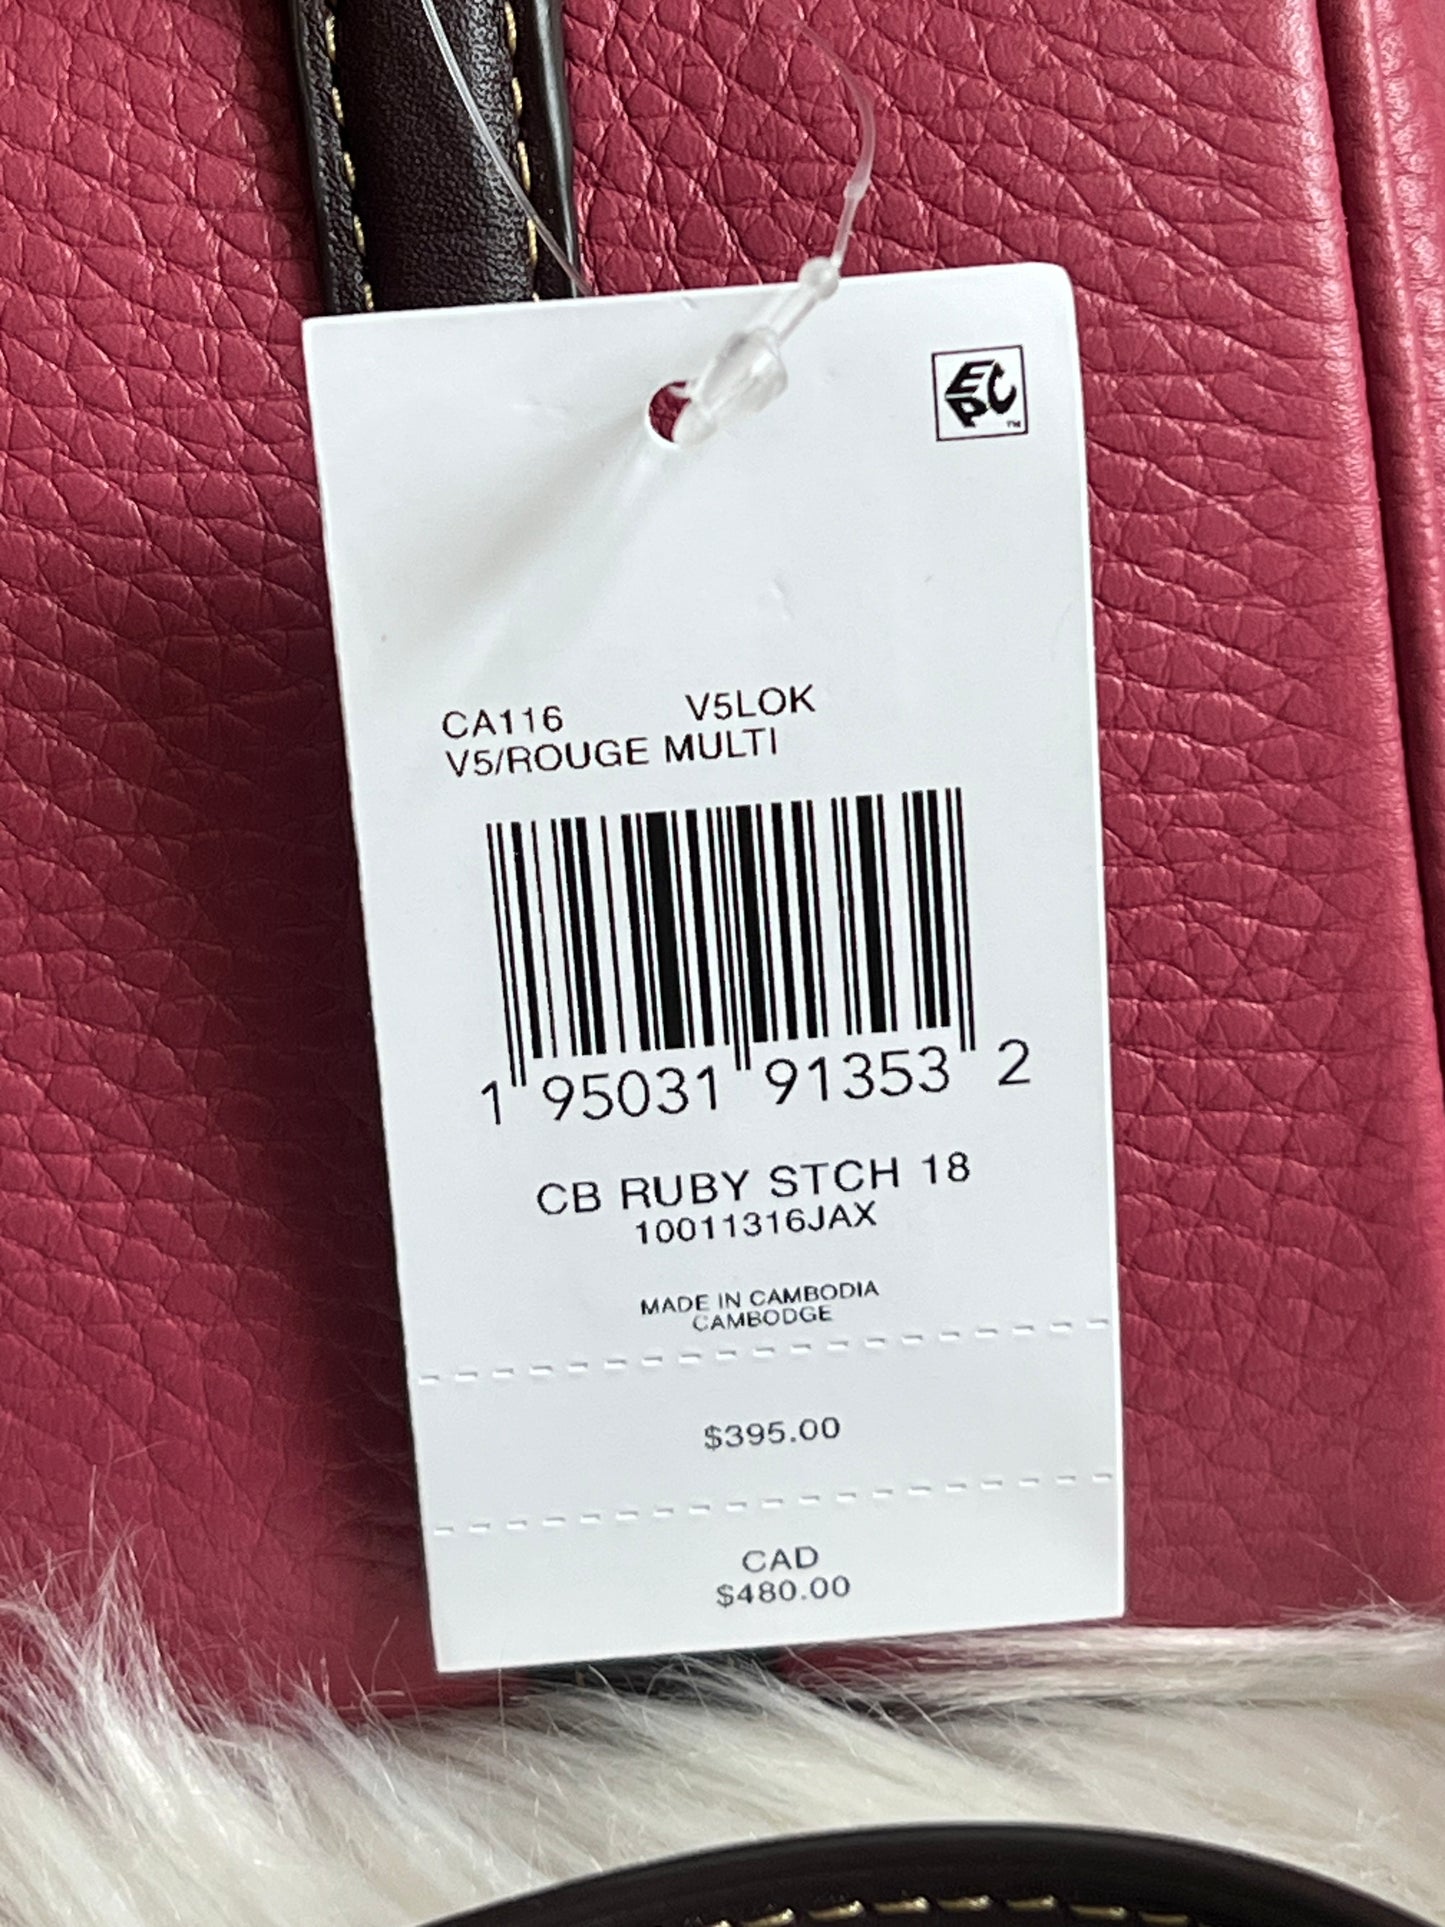 EPC™
CA116 V5LOK
V5/ROUGE MULTI
1 95031 91353 2
CB RUBY STCH 18
10011316JAX
MADE IN CAMBODIA
CAMBODGE
$395.00
CAD
$480.00